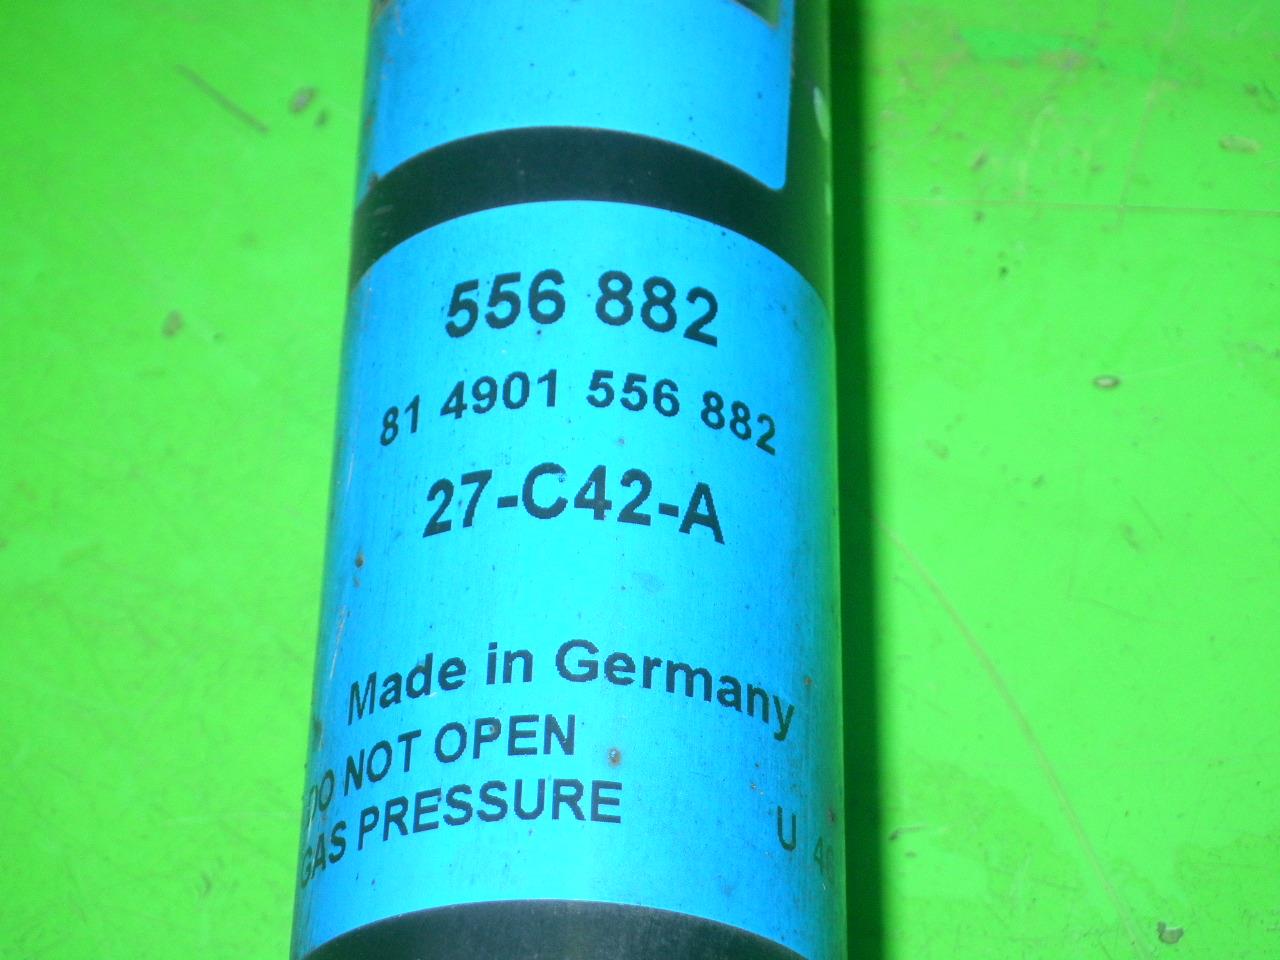 556 882
81 4901 556 882
27-C42-A
Made in Germany
DO NOT OPEN
GAS PRESSURE
U